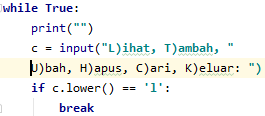 while True:
    print("")
    c = input("L)ihat, T)ambah, "
    U)bah, H)apus, C)ari, K)eluar: ")
    if c.lower() == 'l':
        break